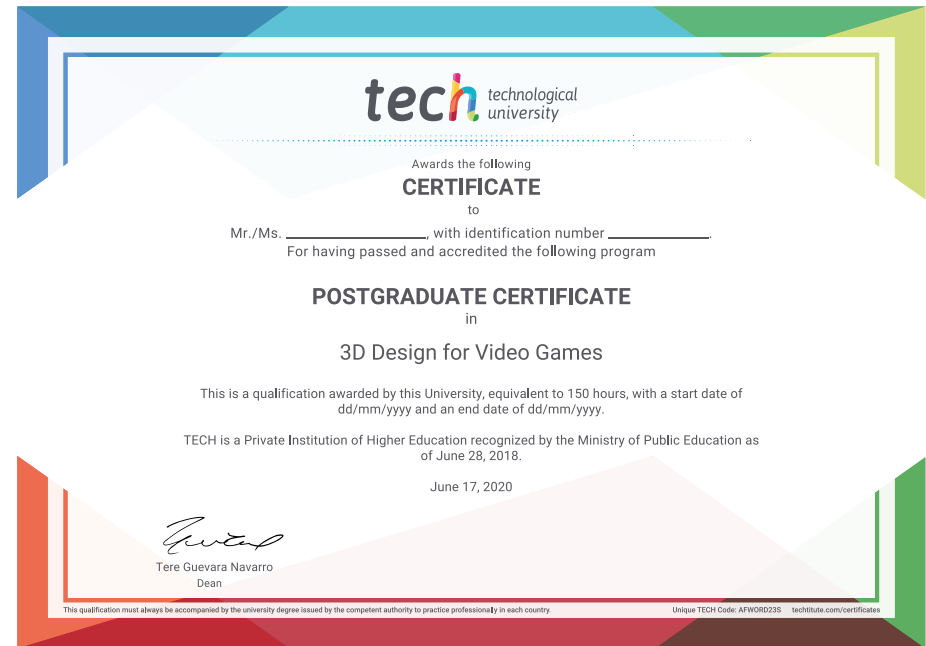 tech technological
university
Awards the following
CERTIFICATE
to
Mr./Ms. ____________________, with identification number ______________.
For having passed and accredited the following program
POSTGRADUATE CERTIFICATE
in
3D Design for Video Games
This is a qualification awarded by this University, equivalent to 150 hours, with a start date of
dd/mm/yyyy and an end date of dd/mm/yyyy.
TECH is a Private Institution of Higher Education recognized by the Ministry of Public Education as
of June 28, 2018.
June 17, 2020
Tere Guevara Navarro
Dean
This qualification must always be accompanied by the university degree issued by the competent authority to practice professionally in each country.
Unique TECH Code: AFWORD23S techtitute.com/certificates